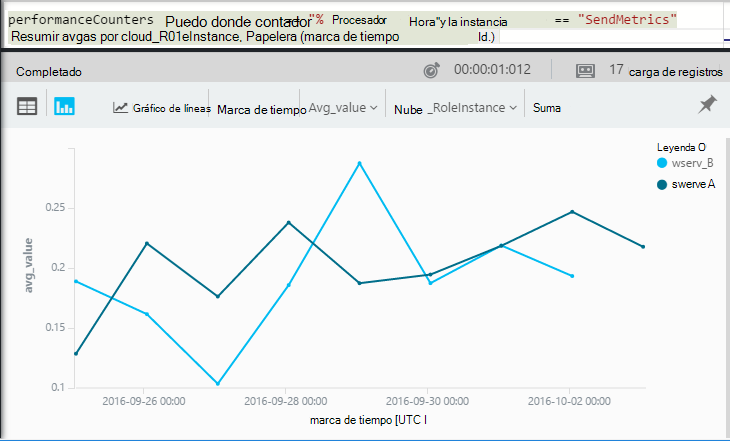 performanceCounters Puedo donde contador == "% Procesador Hora"y la instancia == "SendMetrics"
Resumir avgas por cloud_R01eInstance, Papelera (marca de tiempo Id.)
Completado 00:00:01:012 17 carga de registros
Gráfico de líneas Marca de tiempo Avg_value Nube _RoleInstance Suma
Leyenda O
wserv_B
swerve A
avg_value
0.25
0.2
0.15
0.1
2016-09-26 00:00 2016-09-28 00:00 2016-09-30 00:00 2016-10-02 00:00
marca de tiempo [UTC I